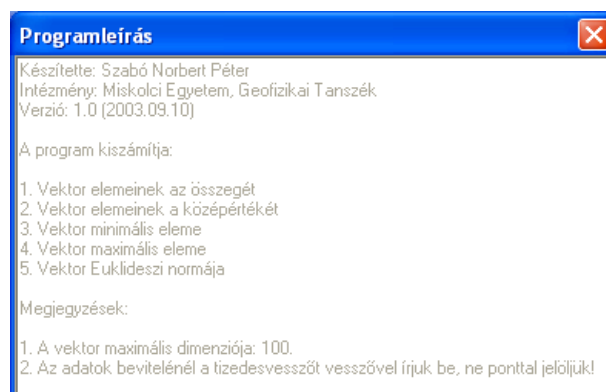 Programleírás
Készítette: Szabó Norbert Péter
Intézmény: Miskolci Egyetem, Geofizikai Tanszék
Verzió: 1.0 (2003.09.10)
A program kiszámítja:
1. Vektor elemeinek az összegét
2. Vektor elemeinek a középértékét
3. Vektor minimális eleme
4. Vektor maximális eleme
5. Vektor Euklideszi normája
Megjegyzések:
1. A vektor maximális dimenziója: 100.
2. Az adatok bevitelénél a tizedesvesszőt vesszővel írjuk be, ne ponttal jelöljük!